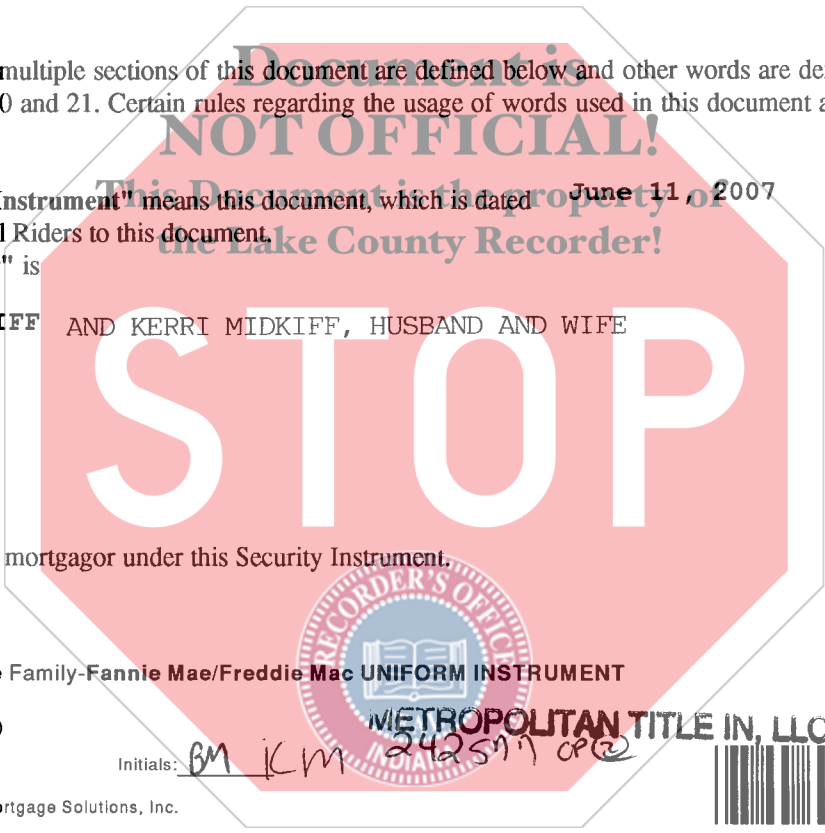 Document is
multiple sections of this document are defined below and other words are de
0 and 21. Certain rules regarding the usage of words used in this document a
NOT OFFICIAL!
This Document is the property of
Instrument" means this document, which is dated June 11, 2007
l Riders to this document.
the Lake County Recorder!
" is
IFF AND KERRI MIDKIFF, HUSBAND AND WIFE
STOP
mortgagor under this Security Instrument.
RECORDER'S OFFICE
e Family-Fannie Mae/Freddie Mac UNIFORM INSTRUMENT
METROPOLITAN TITLE IN, LLC
)
Initials: BM KM
INDIANA
rtgage Solutions, Inc.